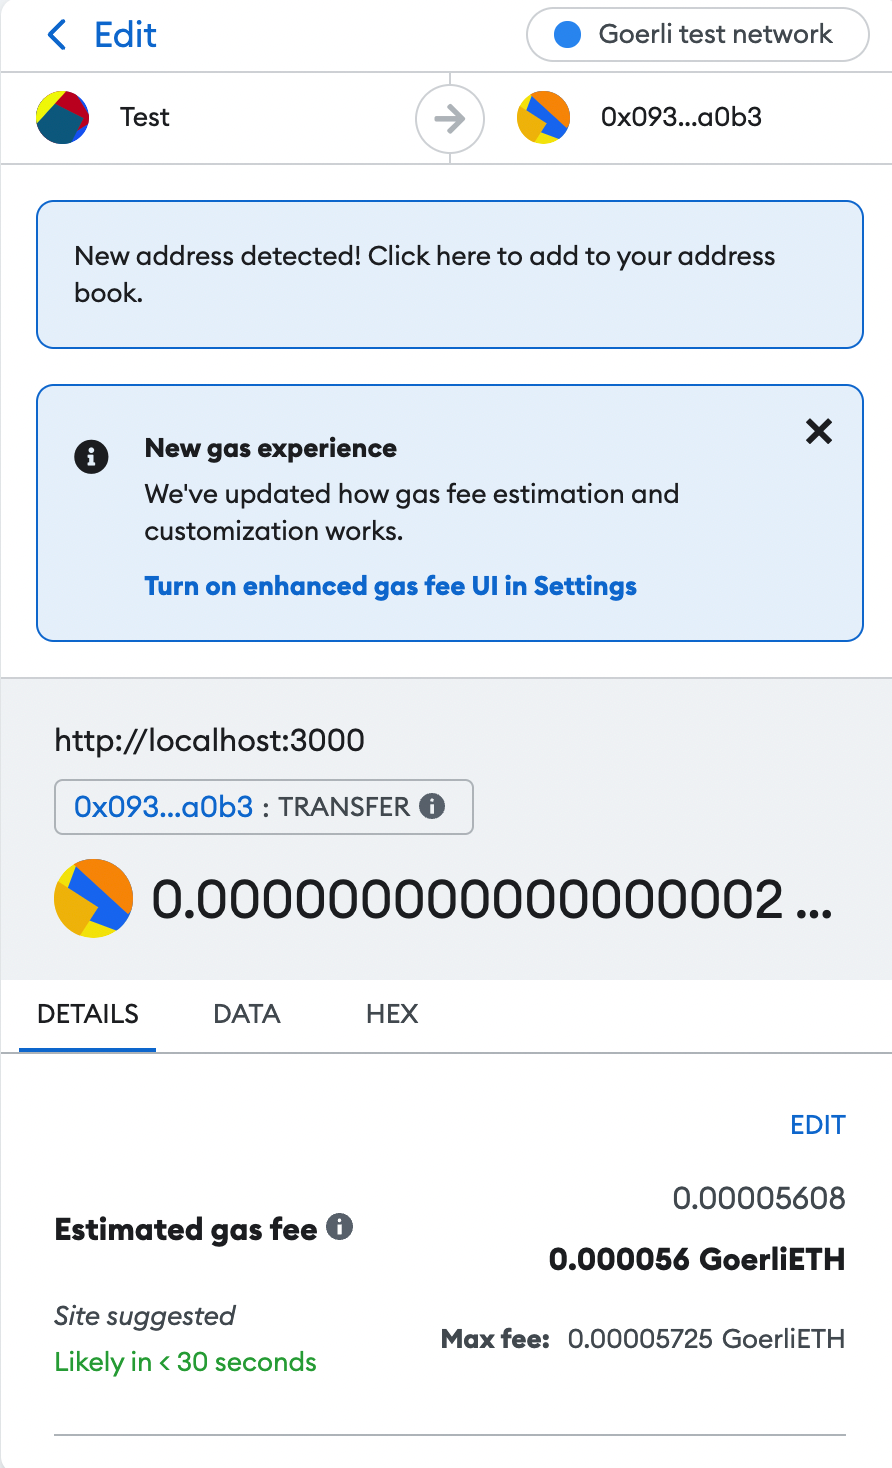 Edit
Goerli test network
Test
0x093...a0b3
New address detected! Click here to add to your address
book.
New gas experience
We've updated how gas fee estimation and
customization works.
Turn on enhanced gas fee UI in Settings
http://localhost:3000
0x093...a0b3 : TRANSFER
0.000000000000000002 ...
DETAILS
DATA
HEX
EDIT
0.00005608
Estimated gas fee
0.000056 GoerliETH
Site suggested
Max fee: 0.00005725 GoerliETH
Likely in < 30 seconds